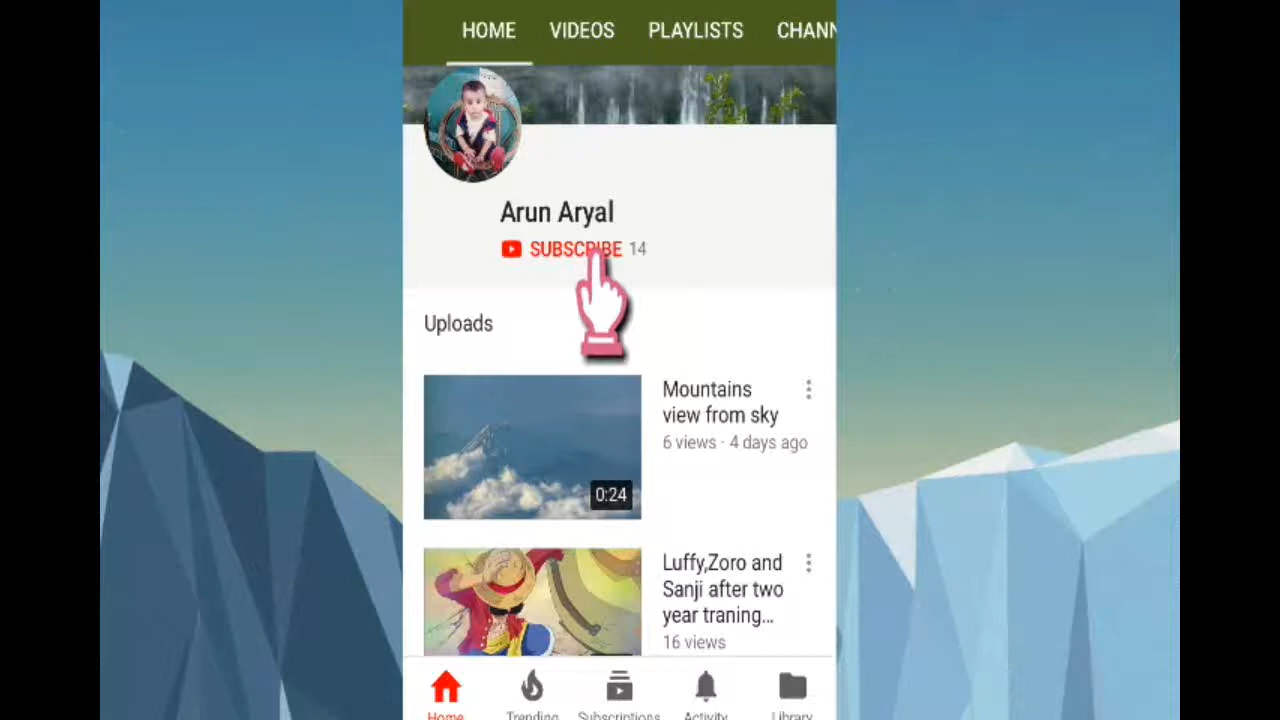 HOME VIDEOS PLAYLISTS CHANN
Arun Aryal
SUBSCRIBE 14
Uploads
Mountains
view from sky
6 views · 4 days ago
0:24
Luffy,Zoro and
Sanji after two
year traning...
16 views
Home Trending Subscriptions Activity Library